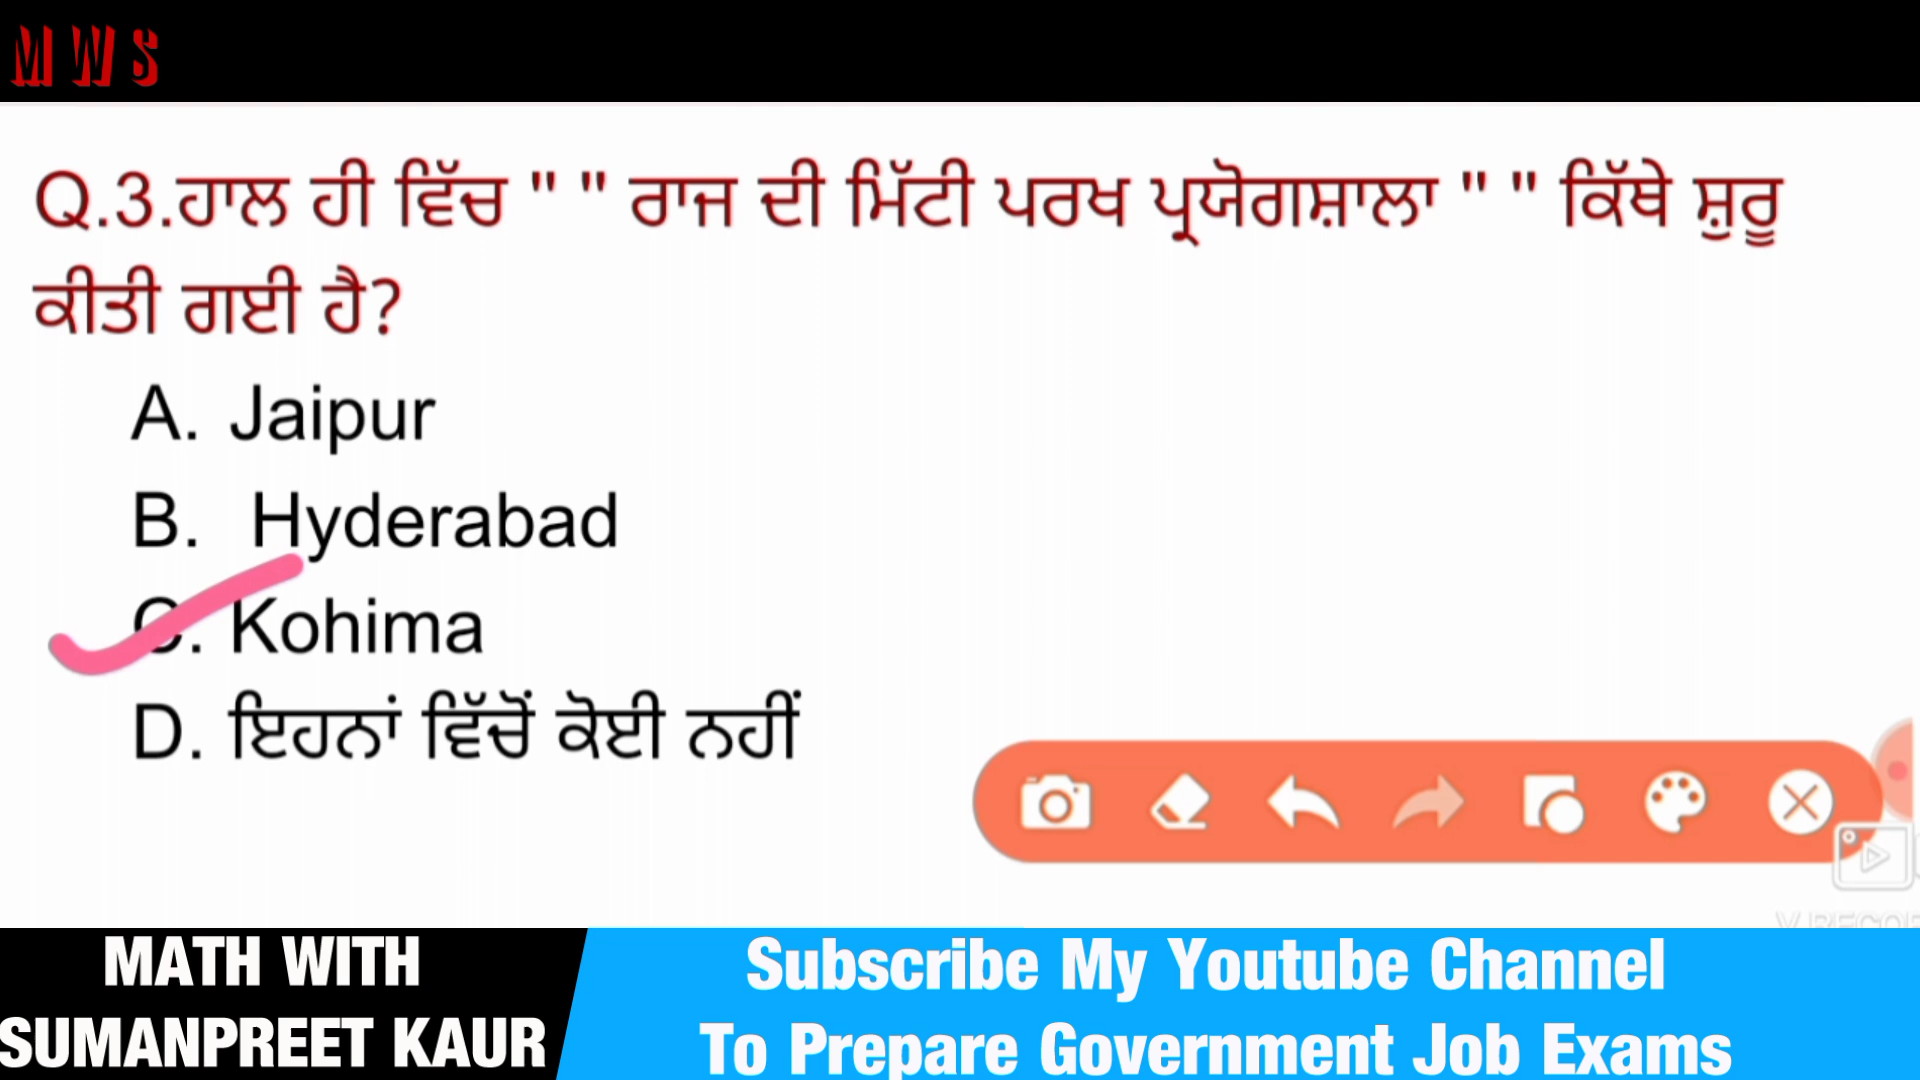 MWS
Q.3.ਹਾਲ ਹੀ ਵਿੱਚ " " ਰਾਜ ਦੀ ਮਿੱਟੀ ਪਰਖ ਪ੍ਰਯੋਗਸ਼ਾਲਾ " " ਕਿੱਥੇ ਸ਼ੁਰੂ
ਕੀਤੀ ਗਈ ਹੈ?
A. Jaipur
B. Hyderabad
C. Kohima
D. ਇਹਨਾਂ ਵਿੱਚੋਂ ਕੋਈ ਨਹੀਂ
MATH WITH
SUMANPREET KAUR
Subscribe My Youtube Channel
To Prepare Government Job Exams